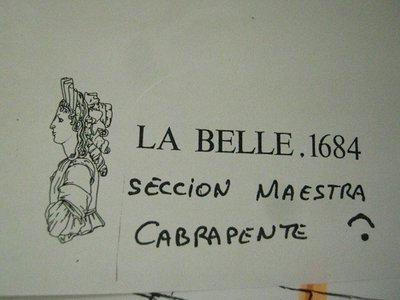 LA BELLE.1684
SECCION MAESTRA
CABRAPENTE ?